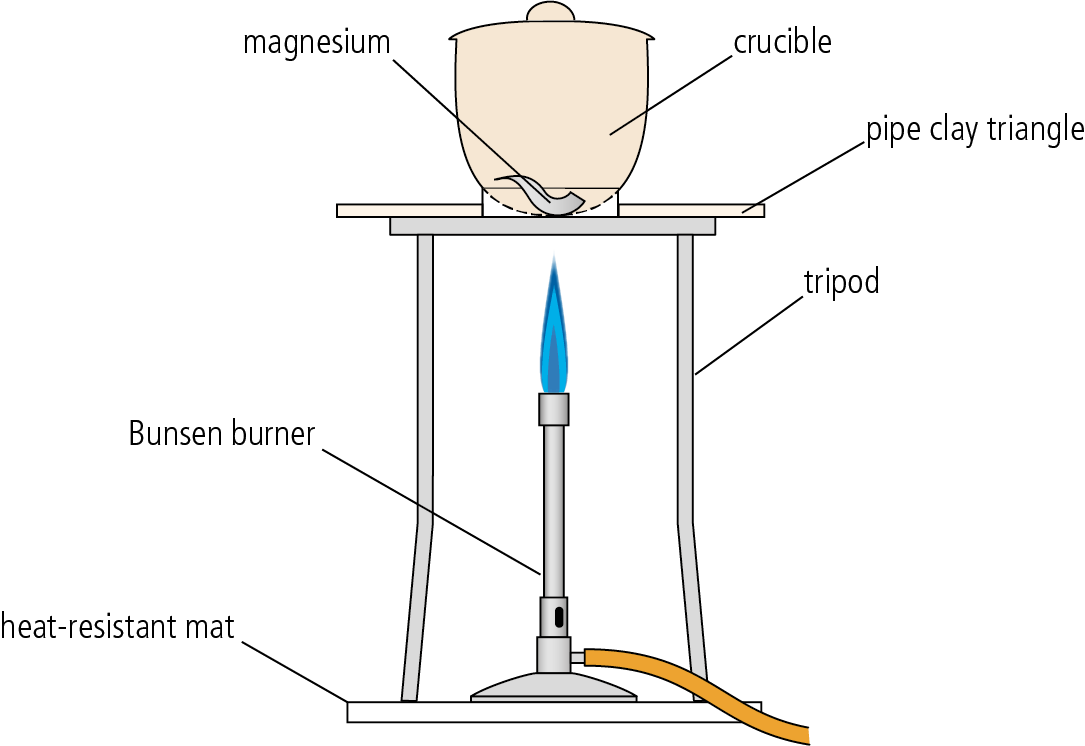 magnesium
crucible
pipe clay triangle
tripod
Bunsen burner
heat-resistant mat